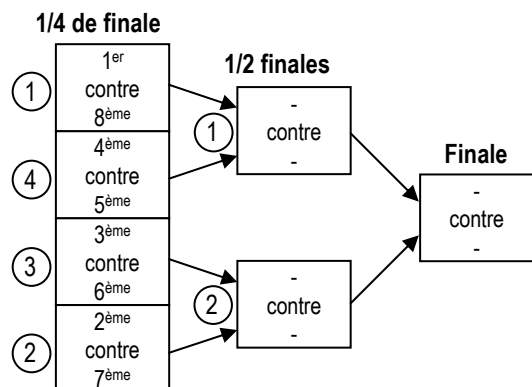 1/4 de finale
1er
contre
8ème
1
4ème
contre
5ème
4
3ème
contre
6ème
3
2ème
contre
7ème
2
1/2 finales
-
contre
-
1
-
contre
-
2
Finale
-
contre
-